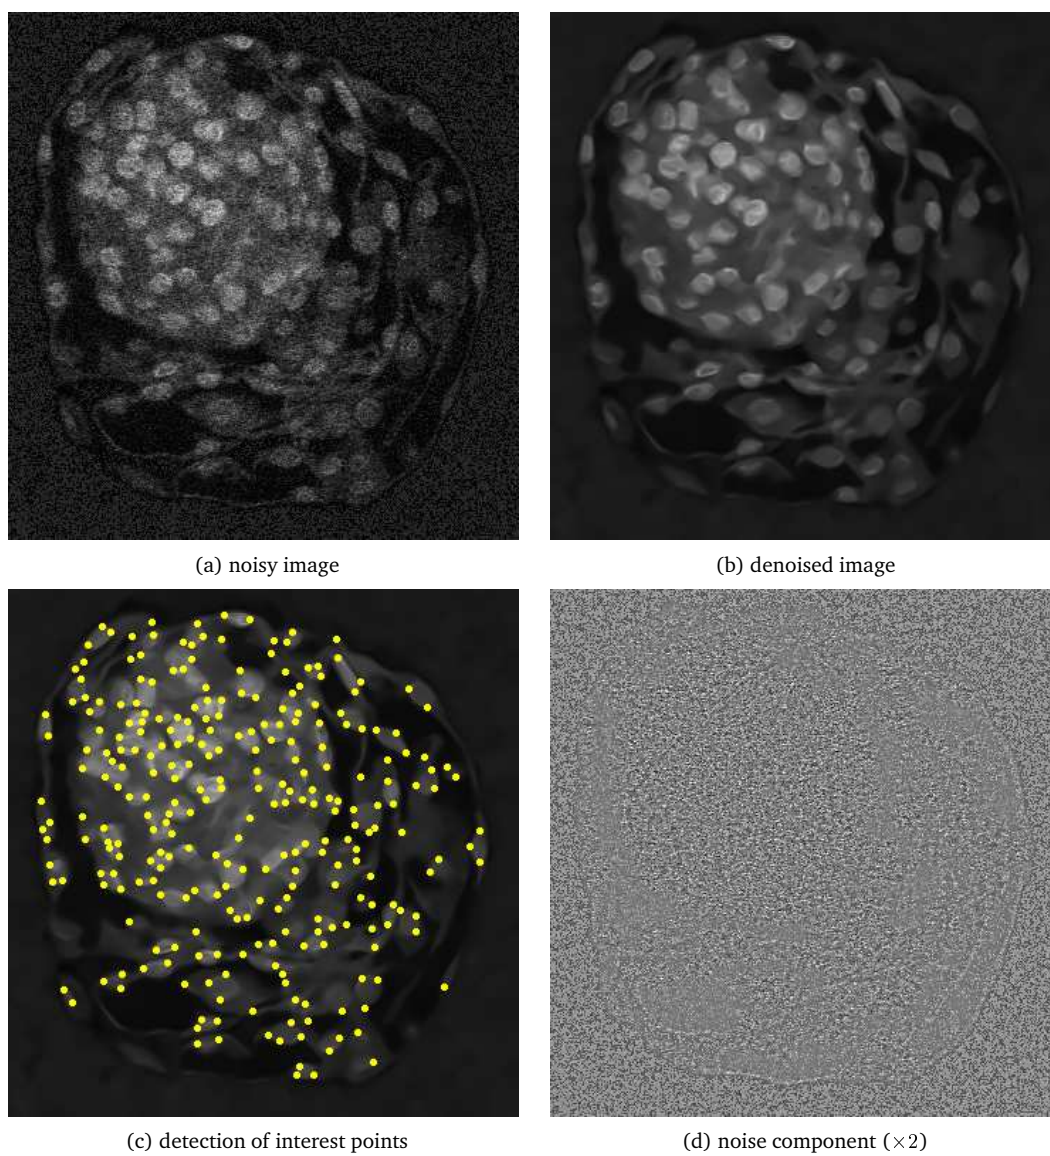 (a) noisy image
(b) denoised image
(c) detection of interest points
(d) noise component (×2)